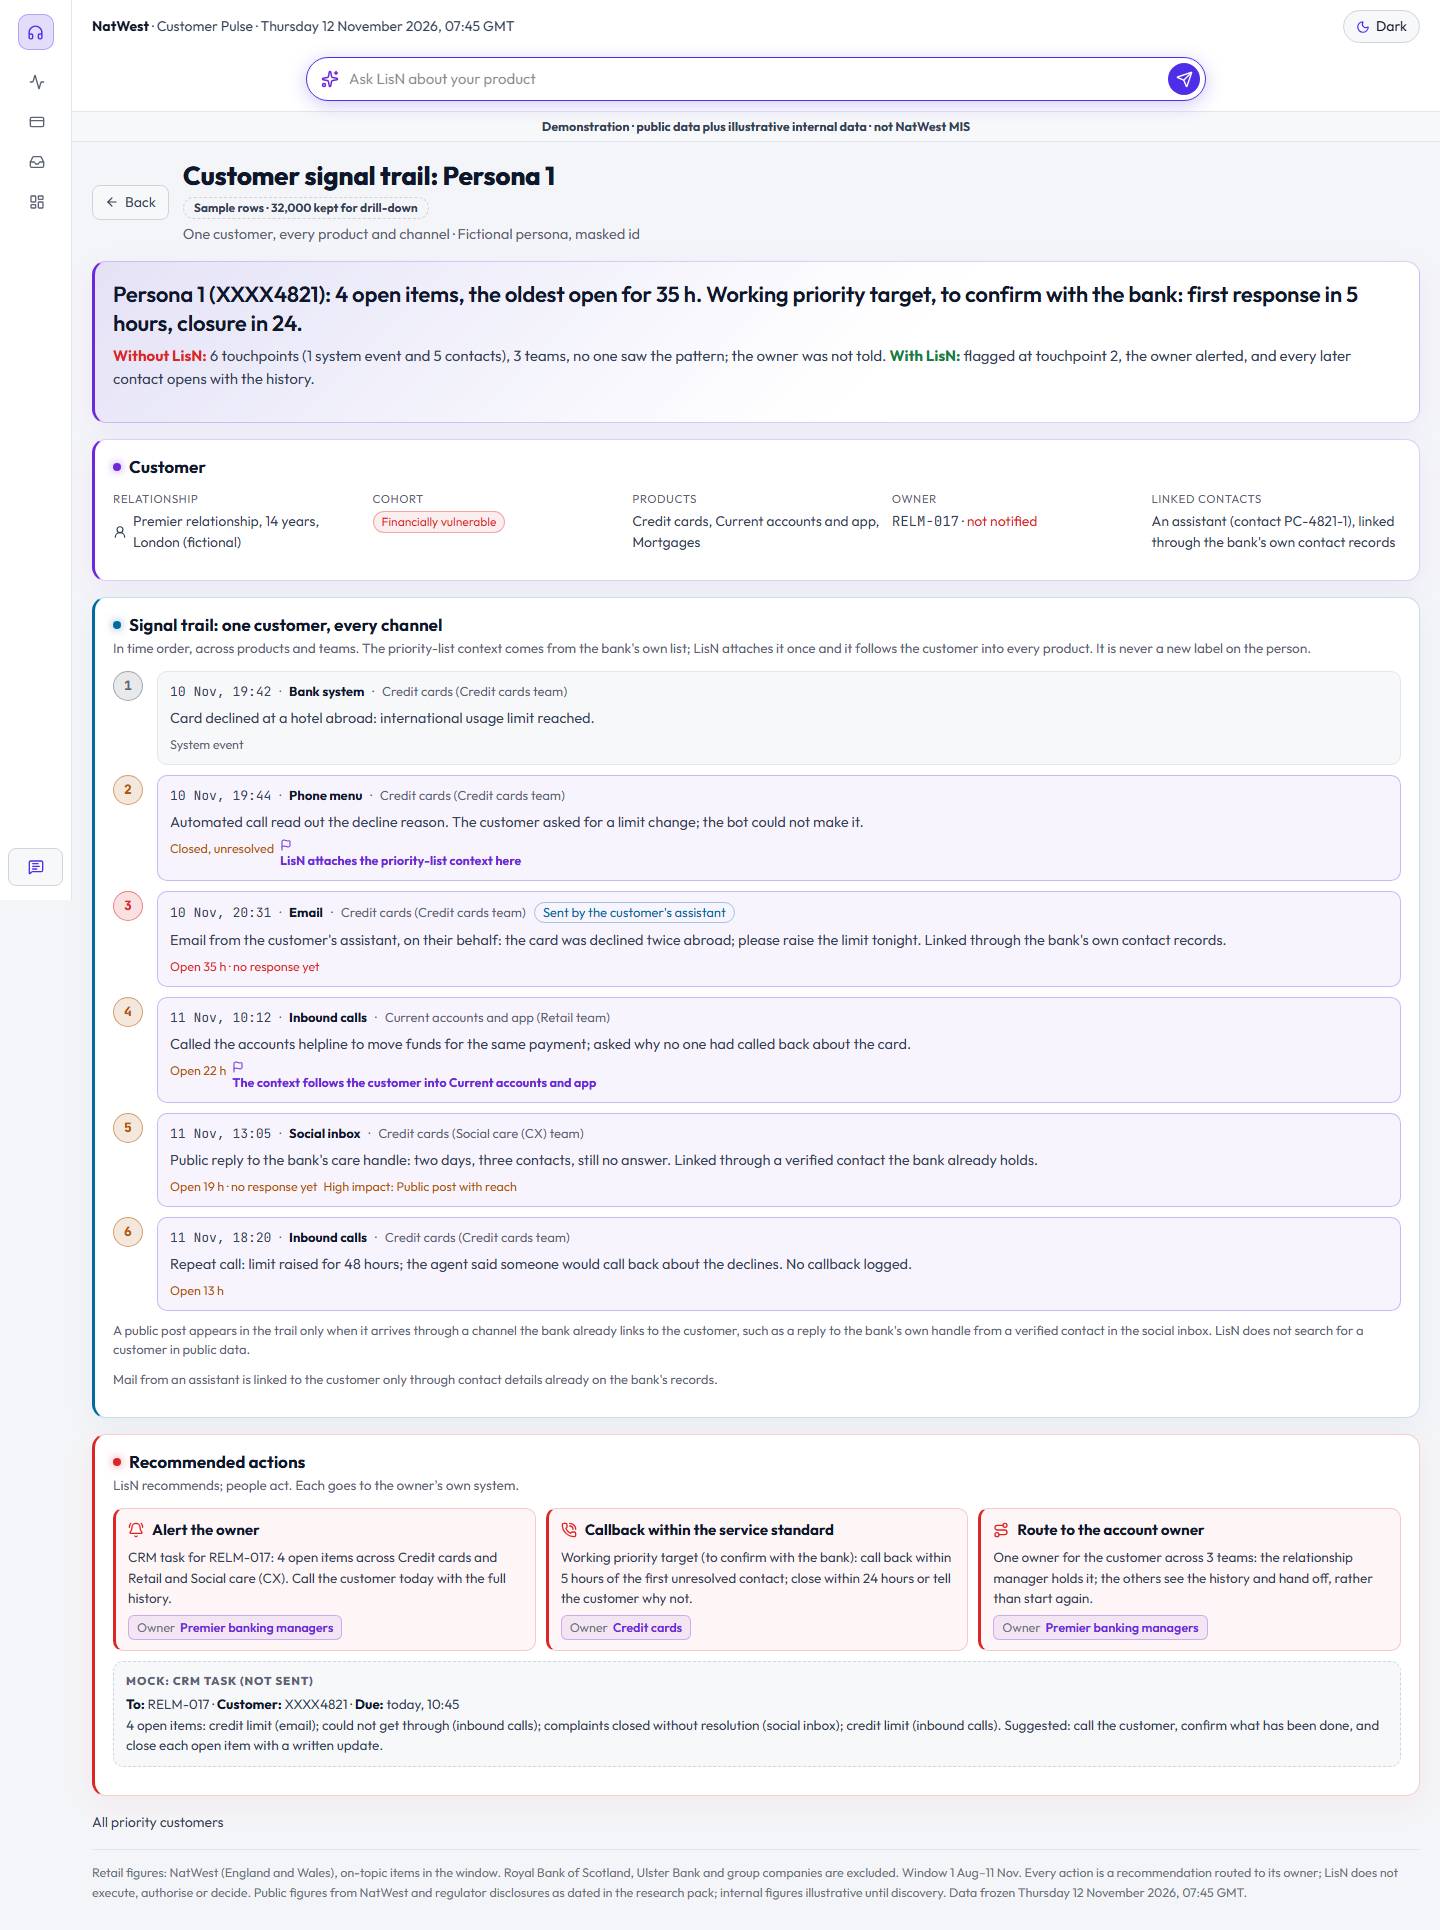 NatWest · Customer Pulse · Thursday 12 November 2026, 07:45 GMT
Dark
Ask LisN about your product
Demonstration · public data plus illustrative internal data · not NatWest MIS
Back
Customer signal trail: Persona 1
Sample rows · 32,000 kept for drill-down
One customer, every product and channel · Fictional persona, masked id
Persona 1 (XXXX4821): 4 open items, the oldest open for 35 h. Working priority target, to confirm with the bank: first response in 5
hours, closure in 24.
Without LisN: 6 touchpoints (1 system event and 5 contacts), 3 teams, no one saw the pattern; the owner was not told. With LisN: flagged at touchpoint 2, the owner alerted, and every later
contact opens with the history.
Customer
RELATIONSHIP
Premier relationship, 14 years,
London (fictional)
COHORT
Financially vulnerable
PRODUCTS
Credit cards, Current accounts and app,
Mortgages
OWNER
RELM-017 · not notified
LINKED CONTACTS
An assistant (contact PC-4821-1), linked
through the bank's own contact records
Signal trail: one customer, every channel
In time order, across products and teams. The priority-list context comes from the bank's own list; LisN attaches it once and it follows the customer into every product. It is never a new label on the person.
1
10 Nov, 19:42 · Bank system · Credit cards (Credit cards team)
Card declined at a hotel abroad: international usage limit reached.
System event
2
10 Nov, 19:44 · Phone menu · Credit cards (Credit cards team)
Automated call read out the decline reason. The customer asked for a limit change; the bot could not make it.
Closed, unresolved
LisN attaches the priority-list context here
3
10 Nov, 20:31 · Email · Credit cards (Credit cards team) Sent by the customer's assistant
Email from the customer's assistant, on their behalf: the card was declined twice abroad; please raise the limit tonight. Linked through the bank's own contact records.
Open 35 h · no response yet
4
11 Nov, 10:12 · Inbound calls · Current accounts and app (Retail team)
Called the accounts helpline to move funds for the same payment; asked why no one had called back about the card.
Open 22 h
The context follows the customer into Current accounts and app
5
11 Nov, 13:05 · Social inbox · Credit cards (Social care (CX) team)
Public reply to the bank's care handle: two days, three contacts, still no answer. Linked through a verified contact the bank already holds.
Open 19 h · no response yet High impact: Public post with reach
6
11 Nov, 18:20 · Inbound calls · Credit cards (Credit cards team)
Repeat call: limit raised for 48 hours; the agent said someone would call back about the declines. No callback logged.
Open 13 h
A public post appears in the trail only when it arrives through a channel the bank already links to the customer, such as a reply to the bank's own handle from a verified contact in the social inbox. LisN does not search for a
customer in public data.
Mail from an assistant is linked to the customer only through contact details already on the bank's records.
Recommended actions
LisN recommends; people act. Each goes to the owner's own system.
Alert the owner
CRM task for RELM-017: 4 open items across Credit cards and
Retail and Social care (CX). Call the customer today with the full
history.
Owner Premier banking managers
Callback within the service standard
Working priority target (to confirm with the bank): call back within
5 hours of the first unresolved contact; close within 24 hours or tell
the customer why not.
Owner Credit cards
Route to the account owner
One owner for the customer across 3 teams: the relationship
manager holds it; the others see the history and hand off, rather
than start again.
Owner Premier banking managers
MOCK: CRM TASK (NOT SENT)
To: RELM-017 · Customer: XXXX4821 · Due: today, 10:45
4 open items: credit limit (email); could not get through (inbound calls); complaints closed without resolution (social inbox); credit limit (inbound calls). Suggested: call the customer, confirm what has been done, and
close each open item with a written update.
All priority customers
Retail figures: NatWest (England and Wales), on-topic items in the window. Royal Bank of Scotland, Ulster Bank and group companies are excluded. Window 1 Aug–11 Nov. Every action is a recommendation routed to its owner; LisN does not
execute, authorise or decide. Public figures from NatWest and regulator disclosures as dated in the research pack; internal figures illustrative until discovery. Data frozen Thursday 12 November 2026, 07:45 GMT.